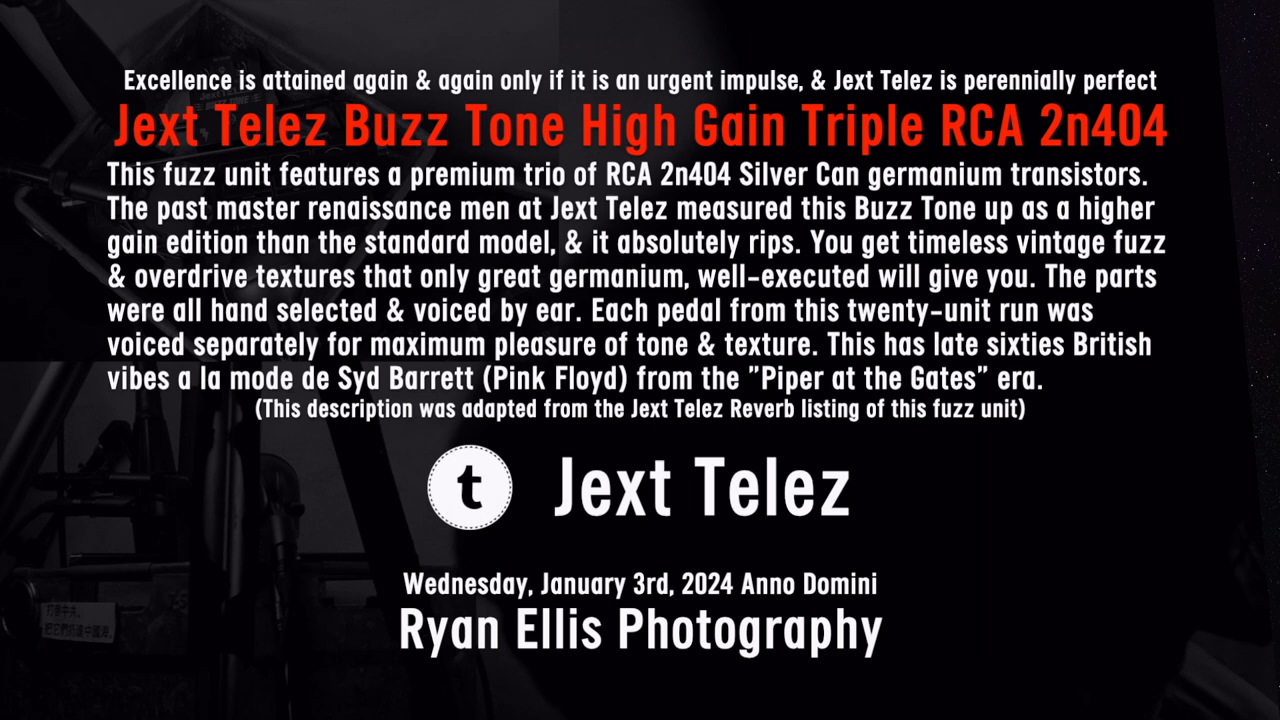 Excellence is attained again & again only if it is an urgent impulse, & Jext Telez is perennially perfect
Jext Telez Buzz Tone High Gain Triple RCA 2n404
This fuzz unit features a premium trio of RCA 2n404 Silver Can germanium transistors.
The past master renaissance men at Jext Telez measured this Buzz Tone up as a higher
gain edition than the standard model, & it absolutely rips. You get timeless vintage fuzz
& overdrive textures that only great germanium, well-executed will give you. The parts
were all hand selected & voiced by ear. Each pedal from this twenty-unit run was
voiced separately for maximum pleasure of tone & texture. This has late sixties British
vibes a la mode de Syd Barrett (Pink Floyd) from the "Piper at the Gates" era.
(This description was adapted from the Jext Telez Reverb listing of this fuzz unit)
t Jext Telez
Wednesday, January 3rd, 2024 Anno Domini
Ryan Ellis Photography